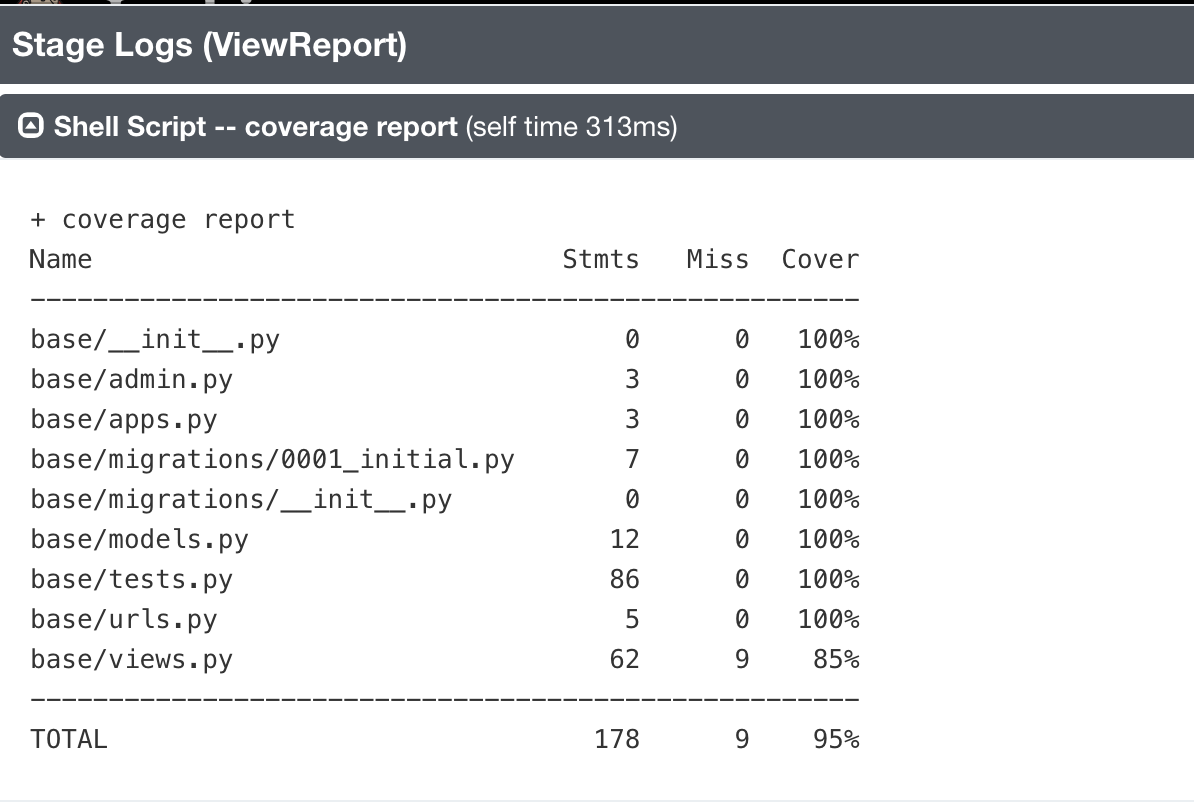 Stage Logs (ViewReport)
Shell Script -- coverage report (self time 313ms)
+ coverage report
Name Stmts Miss Cover
-----------------------------------------------------
base/__init__.py 0 0 100%
base/admin.py 3 0 100%
base/apps.py 3 0 100%
base/migrations/0001_initial.py 7 0 100%
base/migrations/__init__.py 0 0 100%
base/models.py 12 0 100%
base/tests.py 86 0 100%
base/urls.py 5 0 100%
base/views.py 62 9 85%
-----------------------------------------------------
TOTAL 178 9 95%